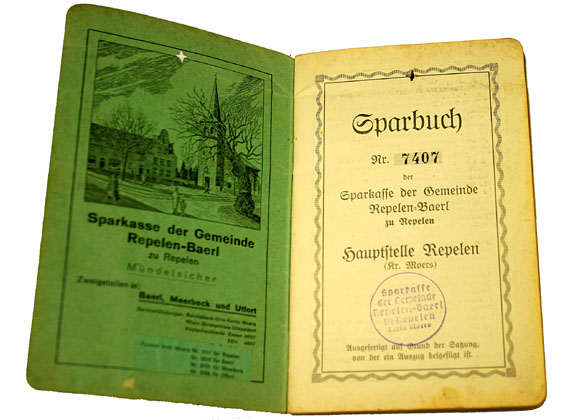 Sparkasse der Gemeinde
Repelen-Baerl
zu Repelen
Mündelsicher
Zweigstellen in:
Baerl, Meerbeck und Utfort
Sparbuch
Nr. 7407
der
Sparkasse der Gemeinde
Repelen-Baerl
zu Repelen
Hauptstelle Repelen
(Kr. Moers)
Sparkasse
der Gemeinde
Repelen-Baerl
zu Repelen
Kreis Moers
Ausgefertigt auf Grund der Satzung,
von der ein Auszug beigefügt ist.